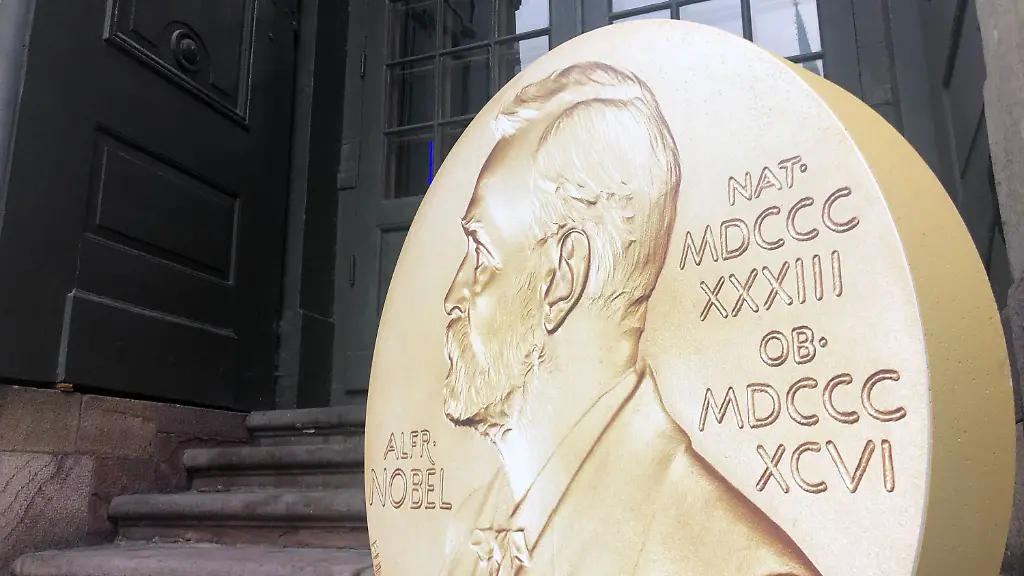 ALFR·
NOBEL
NAT·
MDCCC
XXXIII
OB·
MDCCC
XCVI